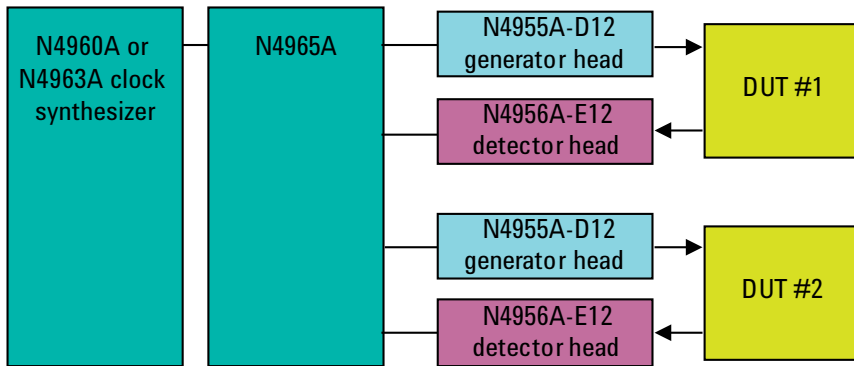 N4960A or
N4963A clock
synthesizer
N4965A
N4955A-D12
generator head
N4956A-E12
detector head
DUT #1
N4955A-D12
generator head
N4956A-E12
detector head
DUT #2